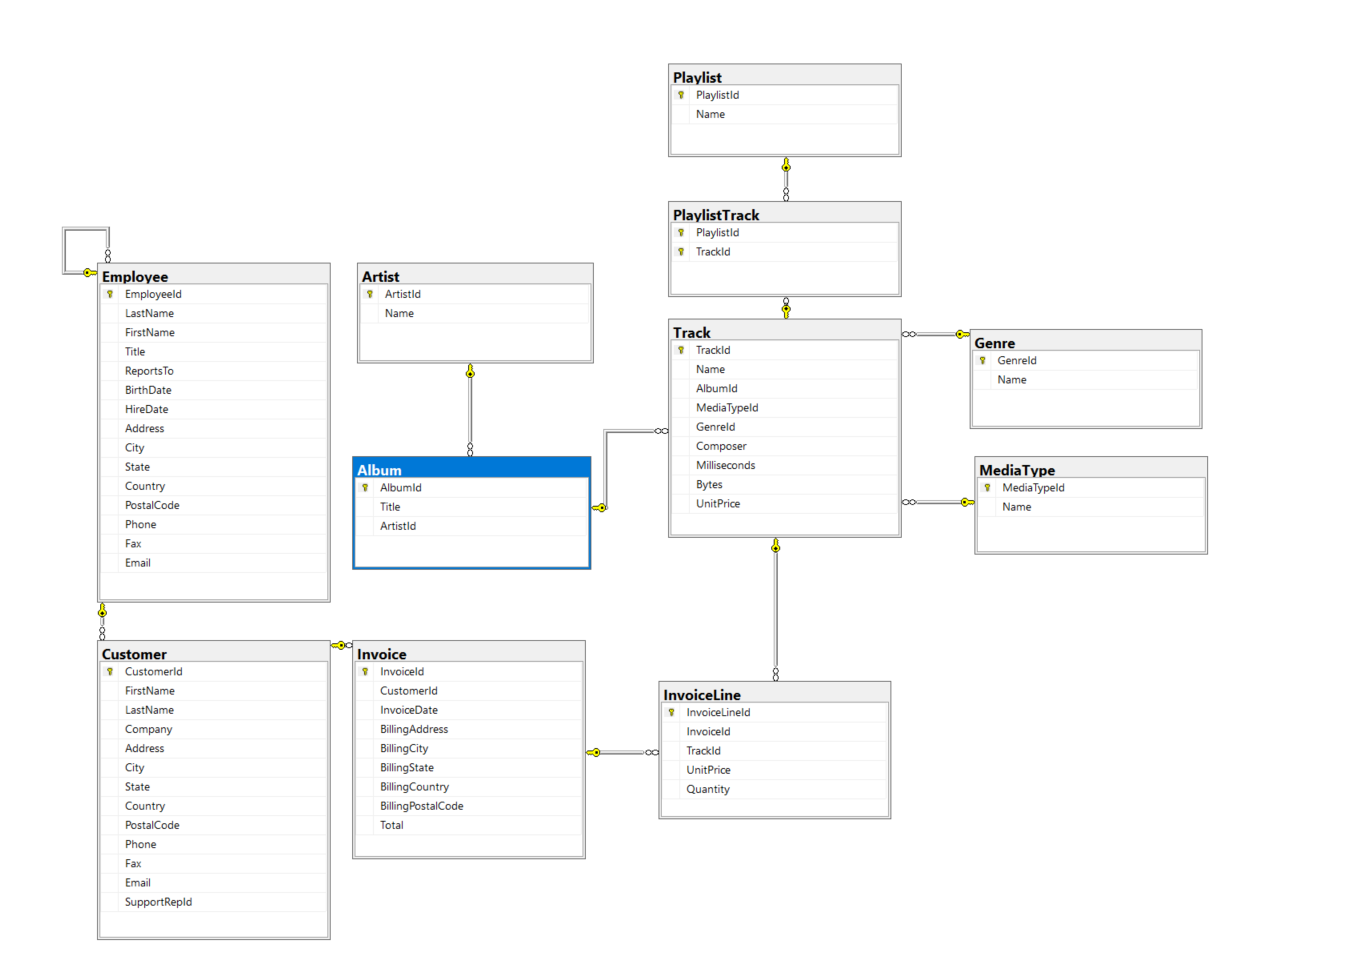 Playlist
PlaylistId
Name
PlaylistTrack
PlaylistId
TrackId
Employee
EmployeeId
LastName
FirstName
Title
ReportsTo
BirthDate
HireDate
Address
City
State
Country
PostalCode
Phone
Fax
Email
Artist
ArtistId
Name
Track
TrackId
Name
AlbumId
MediaTypeId
GenreId
Composer
Milliseconds
Bytes
UnitPrice
Genre
GenreId
Name
Album
AlbumId
Title
ArtistId
MediaType
MediaTypeId
Name
Customer
CustomerId
FirstName
LastName
Company
Address
City
State
Country
PostalCode
Phone
Fax
Email
SupportRepId
Invoice
InvoiceId
CustomerId
InvoiceDate
BillingAddress
BillingCity
BillingState
BillingCountry
BillingPostalCode
Total
InvoiceLine
InvoiceLineId
InvoiceId
TrackId
UnitPrice
Quantity